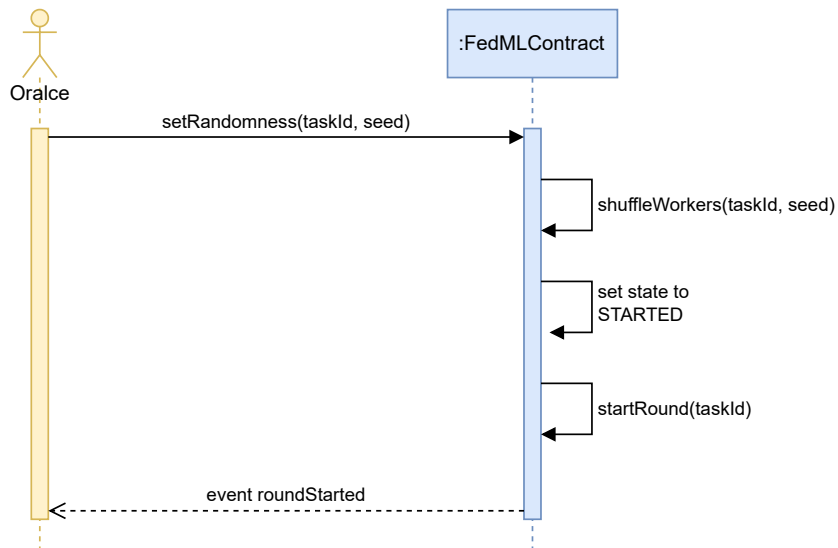 :FedMLContract
Oralce
setRandomness(taskId, seed)
shuffleWorkers(taskId, seed)
set state to
STARTED
startRound(taskId)
event roundStarted